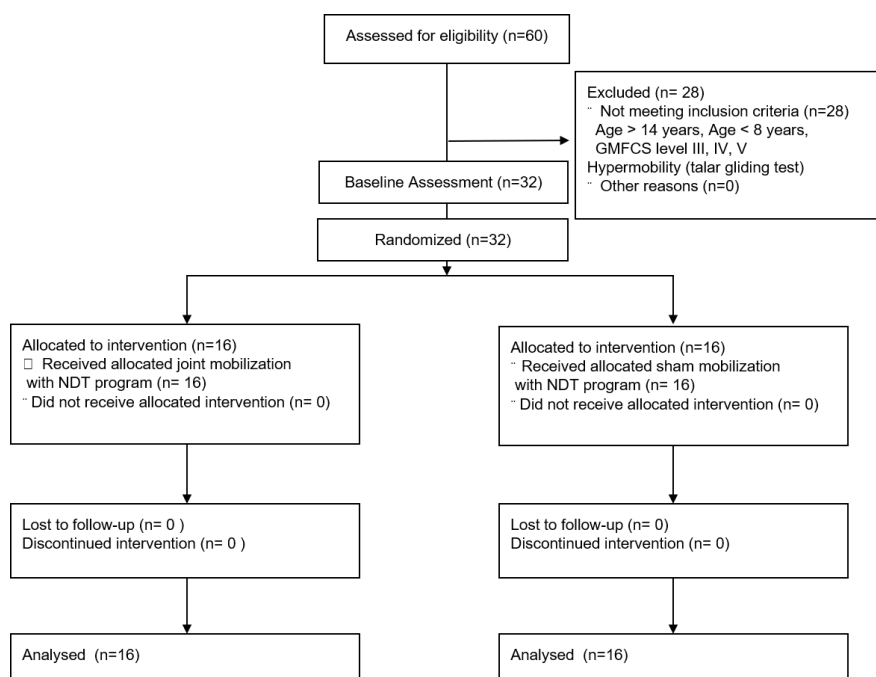 Assessed for eligibility (n=60)
Excluded (n= 28)
¨ Not meeting inclusion criteria (n=28)
Age > 14 years, Age < 8 years,
GMFCS level III, IV, V
Hypermobility (talar gliding test)
¨ Other reasons (n=0)
Baseline Assessment (n=32)
Randomized (n=32)
Allocated to intervention (n=16)
□ Received allocated joint mobilization
with NDT program (n= 16)
¨ Did not receive allocated intervention (n= 0)
Allocated to intervention (n=16)
¨ Received allocated sham mobilization
with NDT program (n= 16)
¨ Did not receive allocated intervention (n= 0)
Lost to follow-up (n= 0 )
Discontinued intervention (n= 0 )
Lost to follow-up (n= 0)
Discontinued intervention (n= 0)
Analysed (n=16)
Analysed (n=16)